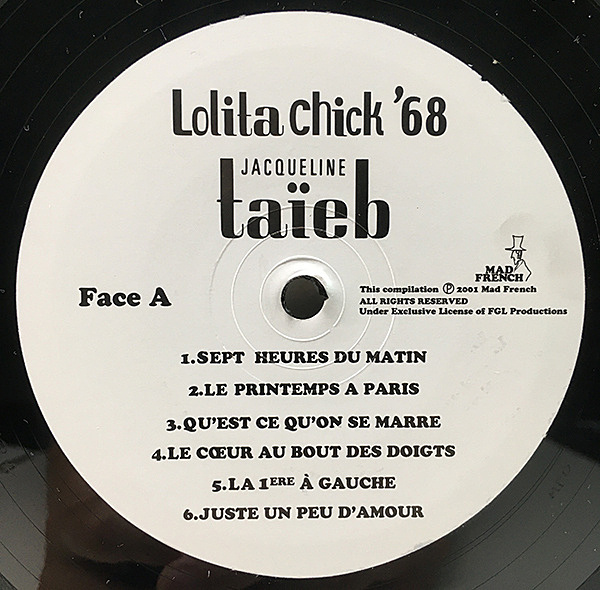 Lolita chick '68
JACQUELINE
taïeb
MAD
FRENCH
Face A
This compilation ℗ 2001 Mad French
ALL RIGHTS RESERVED
Under Exclusive License of FGL Productions
1.SEPT HEURES DU MATIN
2.LE PRINTEMPS A PARIS
3.QU'EST CE QU'ON SE MARRE
4.LE CŒUR AU BOUT DES DOIGTS
5.LA 1ERE À GAUCHE
6.JUSTE UN PEU D'AMOUR